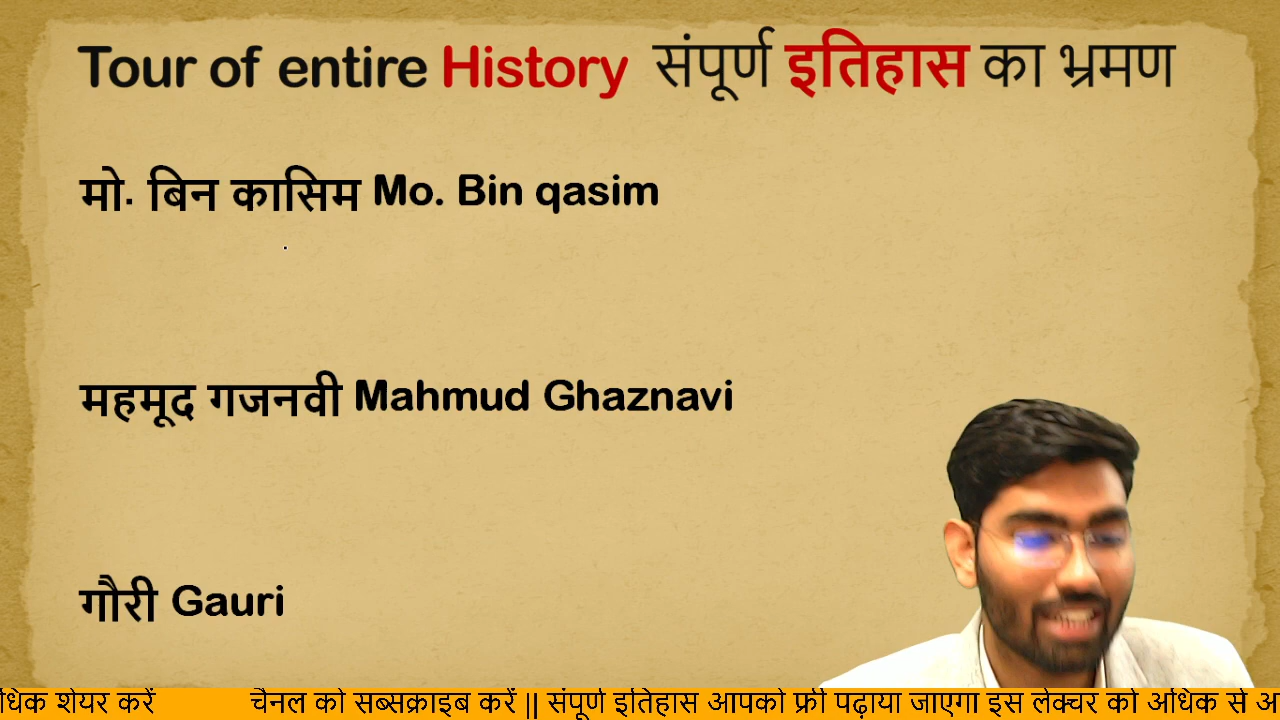 Tour of entire History संपूर्ण इतिहास का भ्रमण
मो. बिन कासिम Mo. Bin qasim
महमूद गजनवी Mahmud Ghaznavi
गौरी Gauri
शेयर करें चैनल को सब्सक्राइब करें || संपूर्ण इतिहास आपको फ्री पढ़ाया जाएगा इस लेक्चर को अधिक से